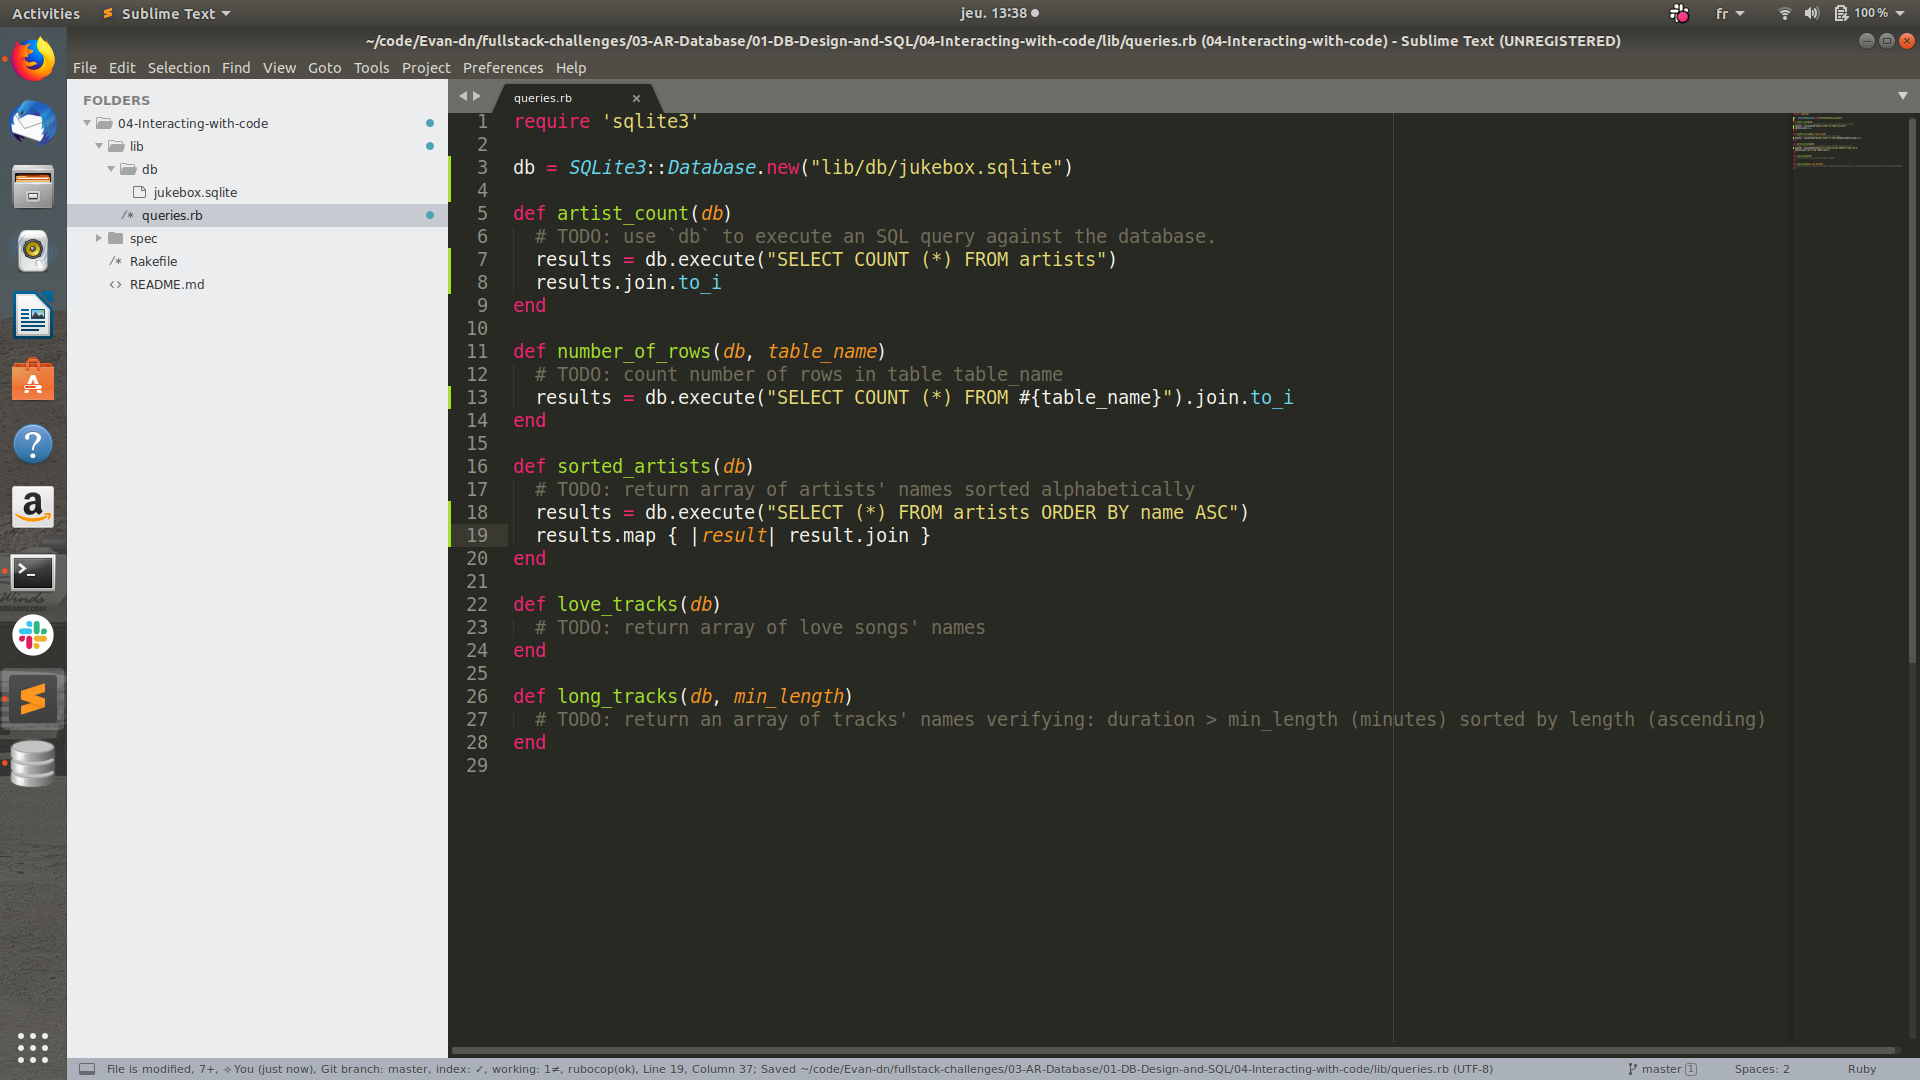 Activities
Sublime Text
jeu. 13:38
fr
100 %
~/code/Evan-dn/fullstack-challenges/03-AR-Database/01-DB-Design-and-SQL/04-Interacting-with-code/lib/queries.rb (04-Interacting-with-code) - Sublime Text (UNREGISTERED)
File Edit Selection Find View Goto Tools Project Preferences Help
FOLDERS
04-Interacting-with-code
lib
db
jukebox.sqlite
/* queries.rb
spec
/* Rakefile
<> README.md
queries.rb
1 require 'sqlite3'
2
3 db = SQLite3::Database.new("lib/db/jukebox.sqlite")
4
5 def artist_count(db)
6 # TODO: use `db` to execute an SQL query against the database.
7 results = db.execute("SELECT COUNT (*) FROM artists")
8 results.join.to_i
9 end
10
11 def number_of_rows(db, table_name)
12 # TODO: count number of rows in table table_name
13 results = db.execute("SELECT COUNT (*) FROM #{table_name}").join.to_i
14 end
15
16 def sorted_artists(db)
17 # TODO: return array of artists' names sorted alphabetically
18 results = db.execute("SELECT (*) FROM artists ORDER BY name ASC")
19 results.map { |result| result.join }
20 end
21
22 def love_tracks(db)
23 # TODO: return array of love songs' names
24 end
25
26 def long_tracks(db, min_length)
27 # TODO: return an array of tracks' names verifying: duration > min_length (minutes) sorted by length (ascending)
28 end
29
File is modified, 7+, ⟡You (just now), Git branch: master, index: ✓, working: 1≠, rubocop(ok), Line 19, Column 37; Saved ~/code/Evan-dn/fullstack-challenges/03-AR-Database/01-DB-Design-and-SQL/04-Interacting-with-code/lib/queries.rb (UTF-8)
master 1
Spaces: 2
Ruby